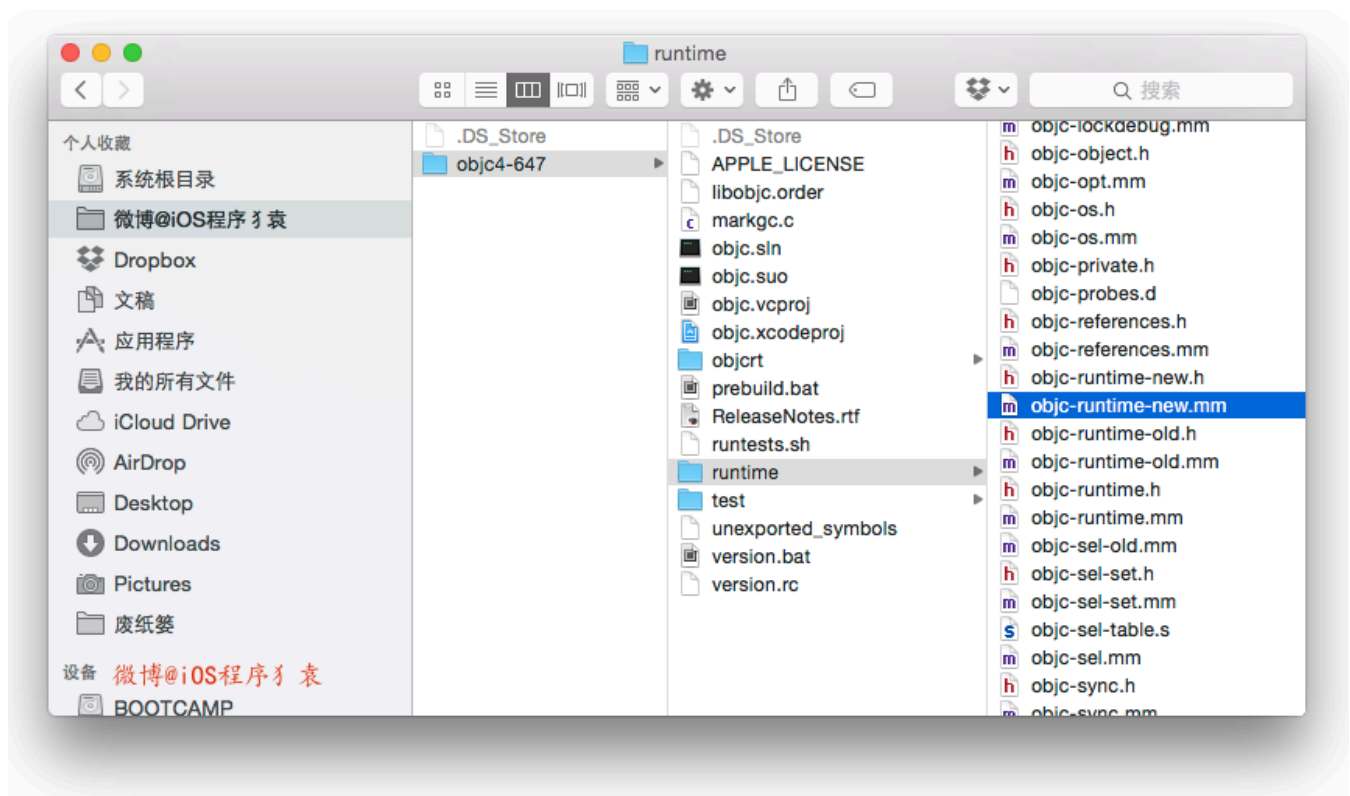 runtime
搜索
个人收藏
系统根目录
微博@iOS程序犭袁
Dropbox
文稿
应用程序
我的所有文件
iCloud Drive
AirDrop
Desktop
Downloads
Pictures
废纸篓
设备
微博@iOS程序犭袁
BOOTCAMP
.DS_Store
objc4-647
.DS_Store
APPLE_LICENSE
libobjc.order
markgc.c
objc.sln
objc.suo
objc.vcproj
objc.xcodeproj
objcrt
prebuild.bat
ReleaseNotes.rtf
runtests.sh
runtime
test
unexported_symbols
version.bat
version.rc
objc-lockdebug.mm
objc-object.h
objc-opt.mm
objc-os.h
objc-os.mm
objc-private.h
objc-probes.d
objc-references.h
objc-references.mm
objc-runtime-new.h
objc-runtime-new.mm
objc-runtime-old.h
objc-runtime-old.mm
objc-runtime.h
objc-runtime.mm
objc-sel-old.mm
objc-sel-set.h
objc-sel-set.mm
objc-sel-table.s
objc-sel.mm
objc-sync.h
objc-sync.mm